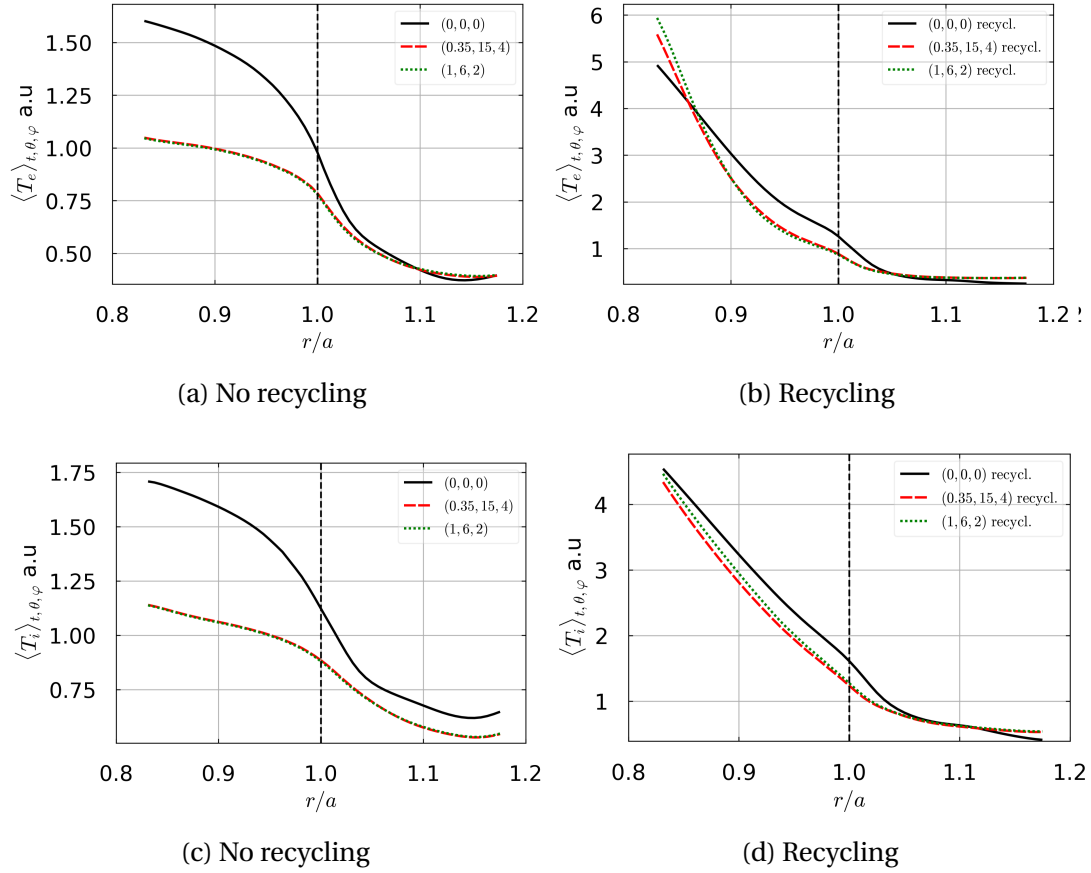 ⟨T_e⟩_{t,θ,φ} a.u
1.50
1.25
1.00
0.75
0.50
0.8 0.9 1.0 1.1 1.2
r/a
(0, 0, 0)
(0.35, 15, 4)
(1, 6, 2)
(a) No recycling
⟨T_e⟩_{t,θ,φ} a.u
6
5
4
3
2
1
0.8 0.9 1.0 1.1 1.2
r/a
(0, 0, 0) recycl.
(0.35, 15, 4) recycl.
(1, 6, 2) recycl.
(b) Recycling
⟨T_i⟩_{t,θ,φ} a.u
1.75
1.50
1.25
1.00
0.75
0.8 0.9 1.0 1.1 1.2
r/a
(0, 0, 0)
(0.35, 15, 4)
(1, 6, 2)
(c) No recycling
⟨T_i⟩_{t,θ,φ} a.u
4
3
2
1
0.8 0.9 1.0 1.1 1.2
r/a
(0, 0, 0) recycl.
(0.35, 15, 4) recycl.
(1, 6, 2) recycl.
(d) Recycling